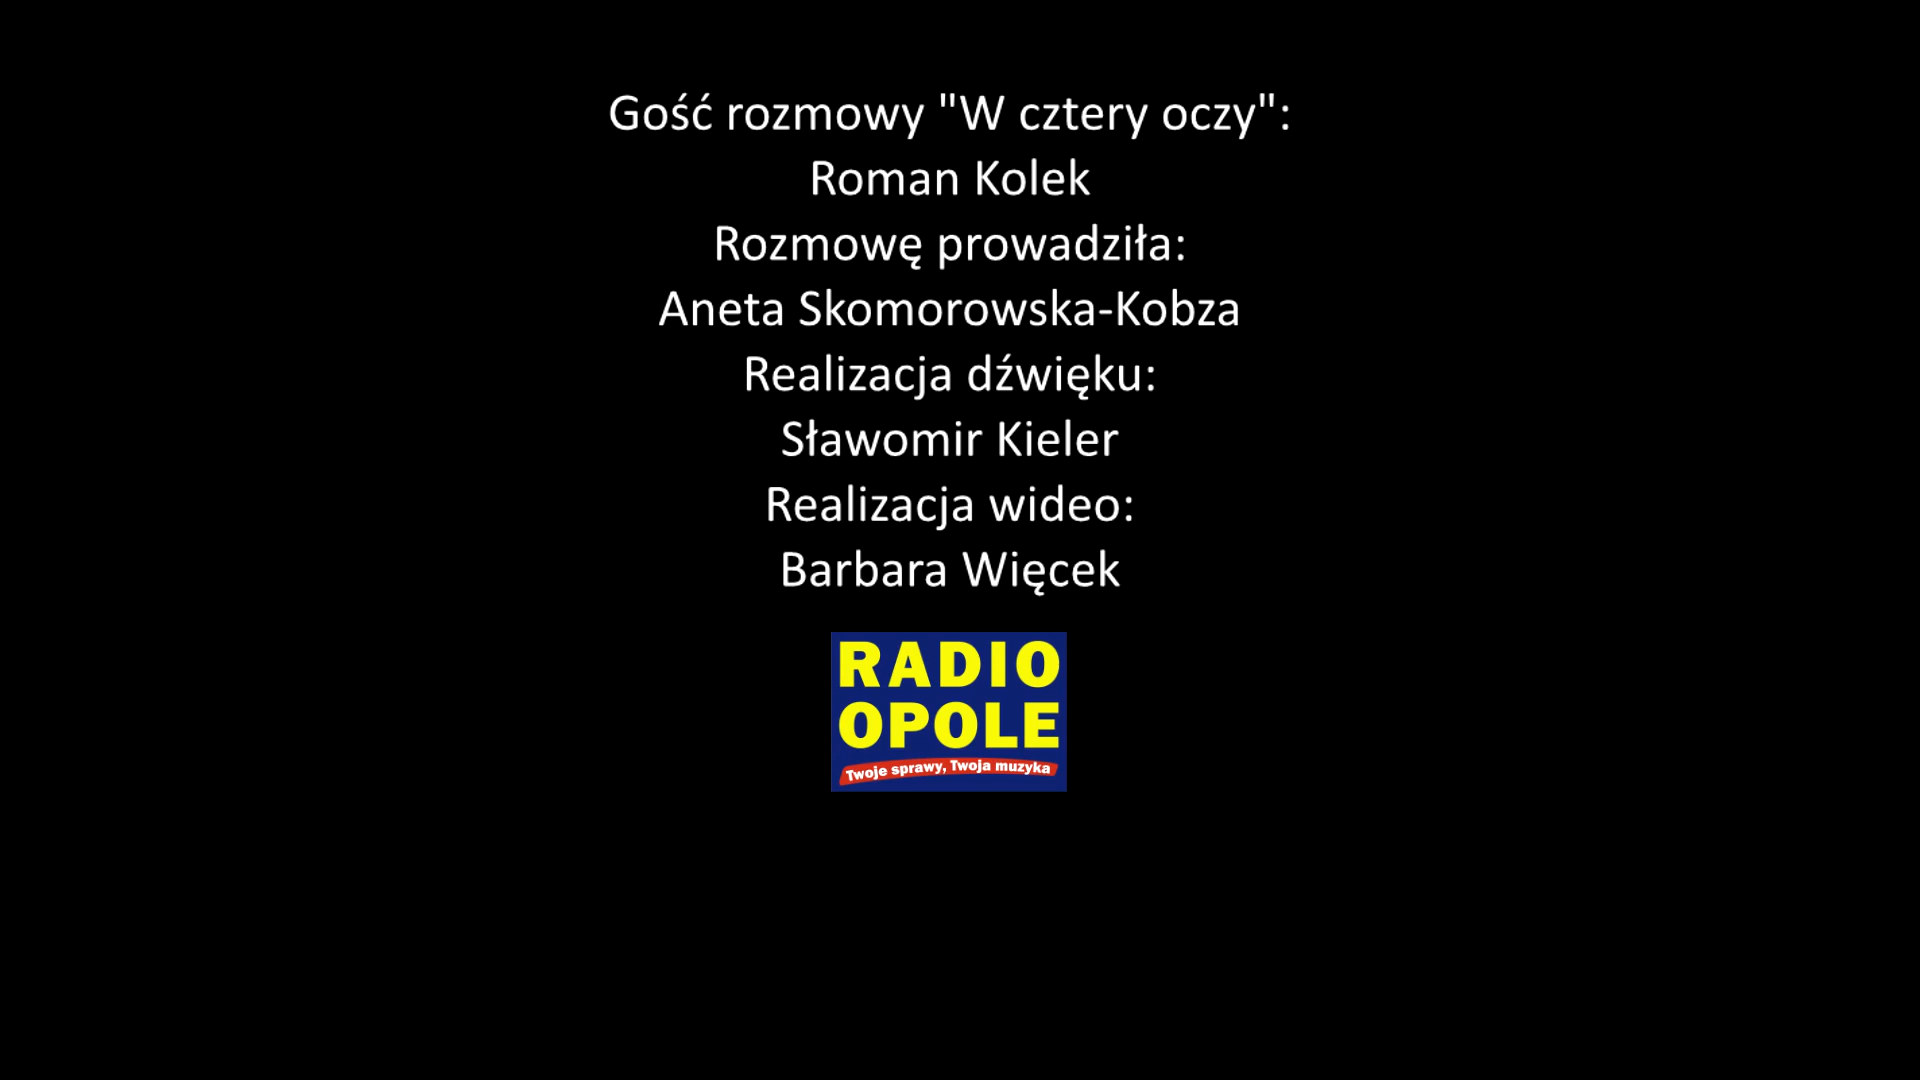 Gość rozmowy "W cztery oczy":
Roman Kolek
Rozmowę prowadziła:
Aneta Skomorowska-Kobza
Realizacja dźwięku:
Sławomir Kieler
Realizacja wideo:
Barbara Więcek
RADIO
OPOLE
Twoje sprawy, Twoja muzyka